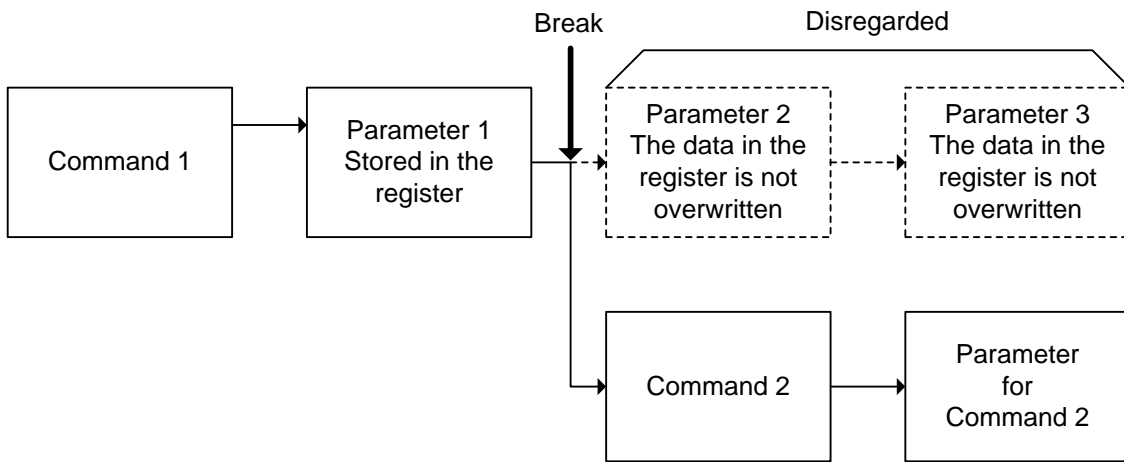 Break
Disregarded
Command 1
Parameter 1
Stored in the
register
Parameter 2
The data in the
register is not
overwritten
Parameter 3
The data in the
register is not
overwritten
Command 2
Parameter
for
Command 2